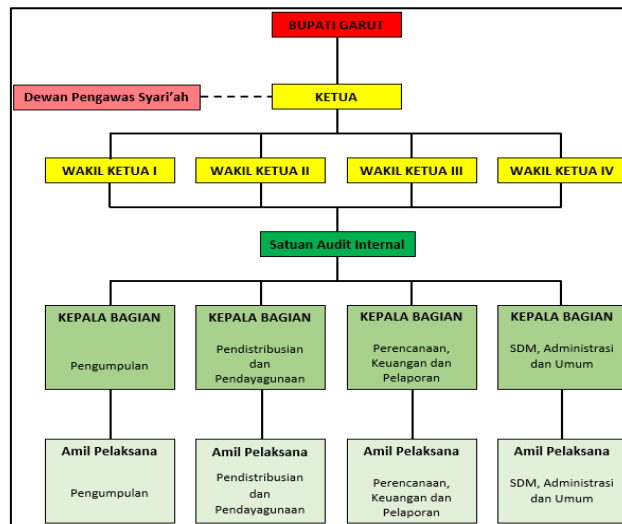 BUPATI GARUT
Dewan Pengawas Syari’ah
KETUA
WAKIL KETUA I
WAKIL KETUA II
WAKIL KETUA III
WAKIL KETUA IV
Satuan Audit Internal
KEPALA BAGIAN
Pengumpulan
KEPALA BAGIAN
Pendistribusian
dan
Pendayagunaan
KEPALA BAGIAN
Perencanaan,
Keuangan dan
Pelaporan
KEPALA BAGIAN
SDM, Administrasi
dan Umum
Amil Pelaksana
Pengumpulan
Amil Pelaksana
Pendistribusian
dan
Pendayagunaan
Amil Pelaksana
Perencanaan,
Keuangan dan
Pelaporan
Amil Pelaksana
SDM, Administrasi
dan Umum